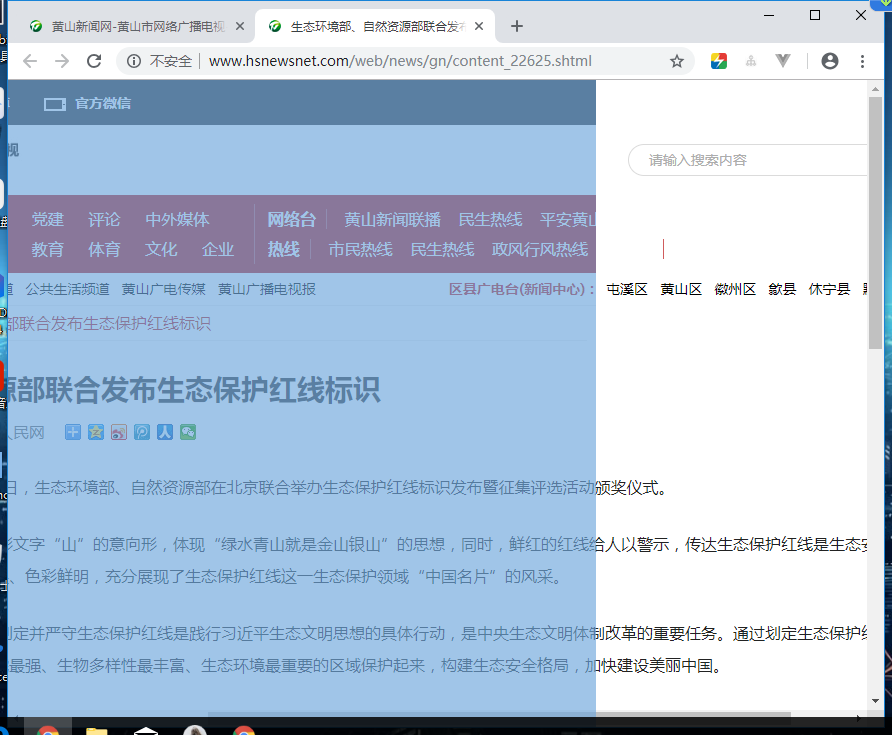 黄山新闻网-黄山市网络广播电视
生态环境部、自然资源部联合发布
不安全 www.hsnewsnet.com/web/news/gn/content_22625.shtml
官方微信
视
请输入搜索内容
党建 评论 中外媒体 网络台 黄山新闻联播 民生热线 平安黄山
教育 体育 文化 企业 热线 市民热线 民生热线 政风行风热线
道 公共生活频道 黄山广电传媒 黄山广播电视报 区县广电台(新闻中心)： 屯溪区 黄山区 徽州区 歙县 休宁县
部联合发布生态保护红线标识
源部联合发布生态保护红线标识
人民网
日，生态环境部、自然资源部在北京联合举办生态保护红线标识发布暨征集评选活动颁奖仪式。
文字“山”的意向形，体现“绿水青山就是金山银山”的思想，同时，鲜红的红线给人以警示，传达生态保护红线是生态安
、色彩鲜明，充分展现了生态保护红线这一生态保护领域“中国名片”的风采。
划定并严守生态保护红线是践行习近平生态文明思想的具体行动，是中央生态文明体制改革的重要任务。通过划定生态保护红
最强、生物多样性最丰富、生态环境最重要的区域保护起来，构建生态安全格局，加快建设美丽中国。